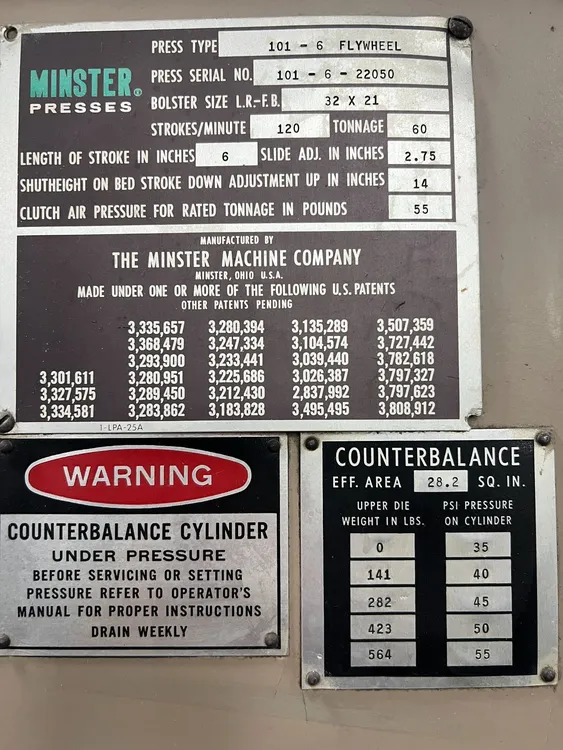 PRESS TYPE 101 - 6 FLYWHEEL
MINSTER®
PRESSES
PRESS SERIAL NO. 101 - 6 - 22050
BOLSTER SIZE L.R.-F.B. 32 X 21
STROKES/MINUTE 120 TONNAGE 60
LENGTH OF STROKE IN INCHES 6 SLIDE ADJ. IN INCHES 2.75
SHUTHEIGHT ON BED STROKE DOWN ADJUSTMENT UP IN INCHES 14
CLUTCH AIR PRESSURE FOR RATED TONNAGE IN POUNDS 55
MANUFACTURED BY
THE MINSTER MACHINE COMPANY
MINSTER, OHIO U.S.A.
MADE UNDER ONE OR MORE OF THE FOLLOWING U.S. PATENTS
OTHER PATENTS PENDING
3,335,657 3,280,394 3,135,289 3,507,359
3,368,479 3,247,334 3,104,574 3,727,442
3,293,900 3,233,441 3,039,440 3,782,618
3,301,611 3,280,951 3,225,686 3,026,387 3,797,327
3,327,575 3,289,450 3,212,430 2,837,992 3,797,623
3,334,581 3,283,862 3,183,828 3,495,495 3,808,912
1-LPA-25A
WARNING
COUNTERBALANCE CYLINDER
UNDER PRESSURE
BEFORE SERVICING OR SETTING
PRESSURE REFER TO OPERATOR'S
MANUAL FOR PROPER INSTRUCTIONS
DRAIN WEEKLY
COUNTERBALANCE
EFF. AREA 28.2 SQ. IN.
UPPER DIE PSI PRESSURE
WEIGHT IN LBS. ON CYLINDER
0 35
141 40
282 45
423 50
564 55